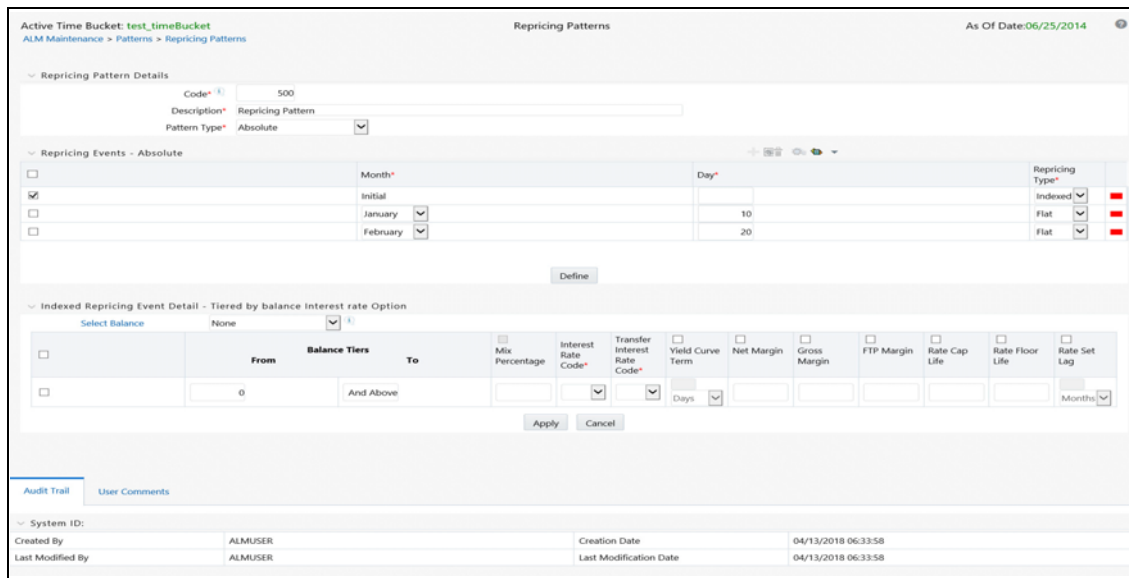 Active Time Bucket: test_timeBucket Repricing Patterns As Of Date:06/25/2014
ALM Maintenance > Patterns > Repricing Patterns
Repricing Pattern Details
Code* 500
Description* Repricing Pattern
Pattern Type* Absolute
Repricing Events - Absolute
Month* Day* Repricing Type*
Initial Indexed
January 10 Flat
February 20 Flat
Define
Indexed Repricing Event Detail - Tiered by balance Interest rate Option
Select Balance None
Balance Tiers From To Mix Percentage Interest Rate Code* Transfer Interest Rate Code* Yield Curve Term Net Margin Gross Margin FTP Margin Rate Cap Life Rate Floor Life Rate Set Lag
0 And Above Days Months
Apply Cancel
Audit Trail User Comments
System ID:
Created By ALMUSER Creation Date 04/13/2018 06:33:58
Last Modified By ALMUSER Last Modification Date 04/13/2018 06:33:58